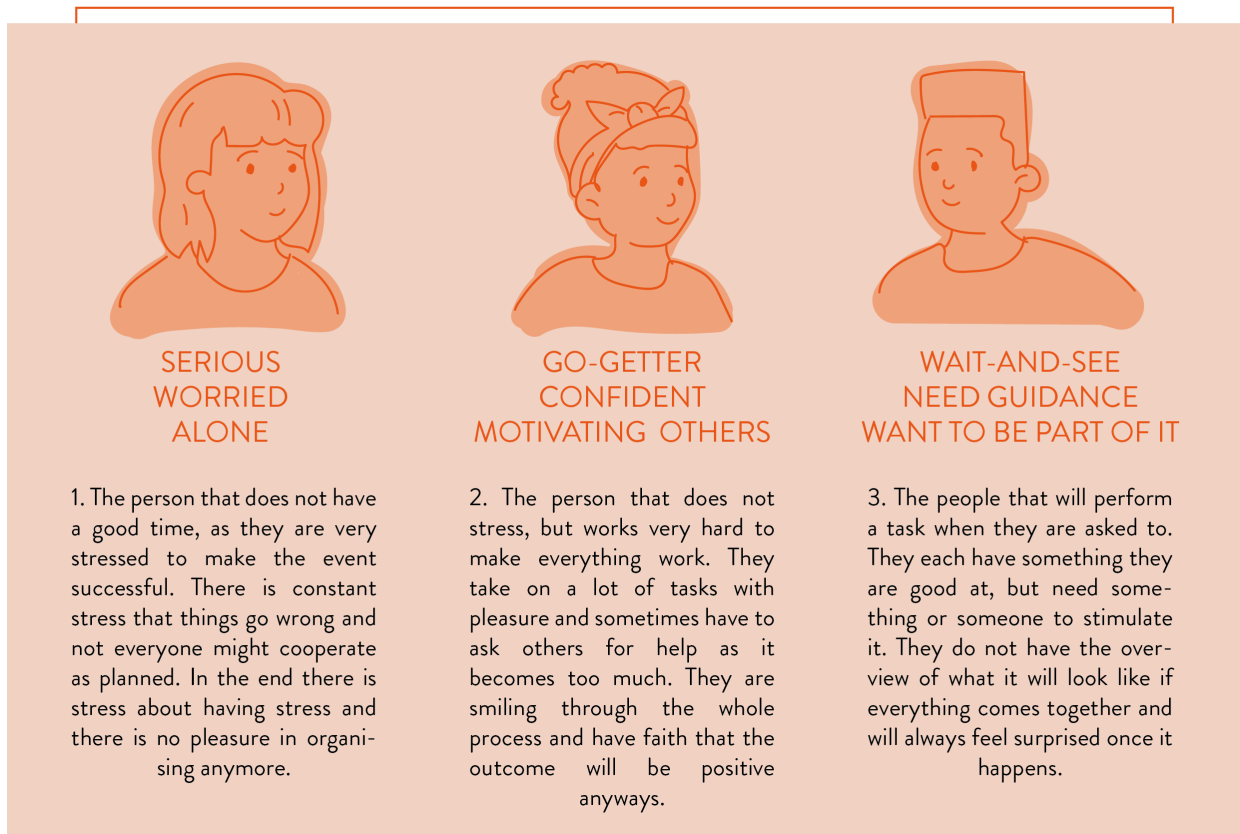 SERIOUS
WORRIED
ALONE
1. The person that does not have
a good time, as they are very
stressed to make the event
successful. There is constant
stress that things go wrong and
not everyone might cooperate
as planned. In the end there is
stress about having stress and
there is no pleasure in organi-
sing anymore.
GO-GETTER
CONFIDENT
MOTIVATING OTHERS
2. The person that does not
stress, but works very hard to
make everything work. They
take on a lot of tasks with
pleasure and sometimes have to
ask others for help as it
becomes too much. They are
smiling through the whole
process and have faith that the
outcome will be positive
anyways.
WAIT-AND-SEE
NEED GUIDANCE
WANT TO BE PART OF IT
3. The people that will perform
a task when they are asked to.
They each have something they
are good at, but need some-
thing or someone to stimulate
it. They do not have the over-
view of what it will look like if
everything comes together and
will always feel surprised once it
happens.